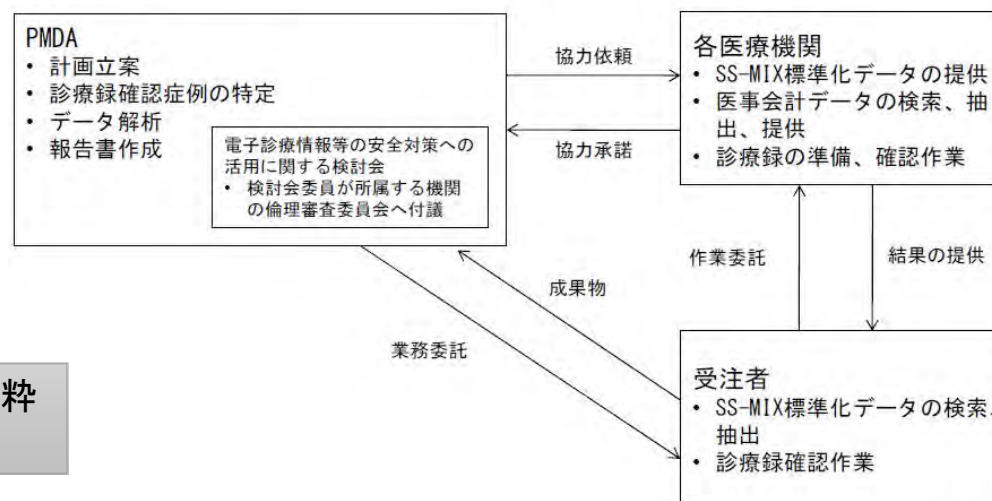 PMDA
• 計画立案
• 診療録確認症例の特定
• データ解析
• 報告書作成
電子診療情報等の安全対策への
活用に関する検討会
• 検討会委員が所属する機関
の倫理審査委員会へ付議
協力依頼
協力承諾
各医療機関
• SS-MIX標準化データの提供
• 医事会計データの検索、抽
出、提供
• 診療録の準備、確認作業
作業委託
結果の提供
成果物
業務委託
受注者
• SS-MIX標準化データの検索、
抽出
• 診療録確認作業
粋